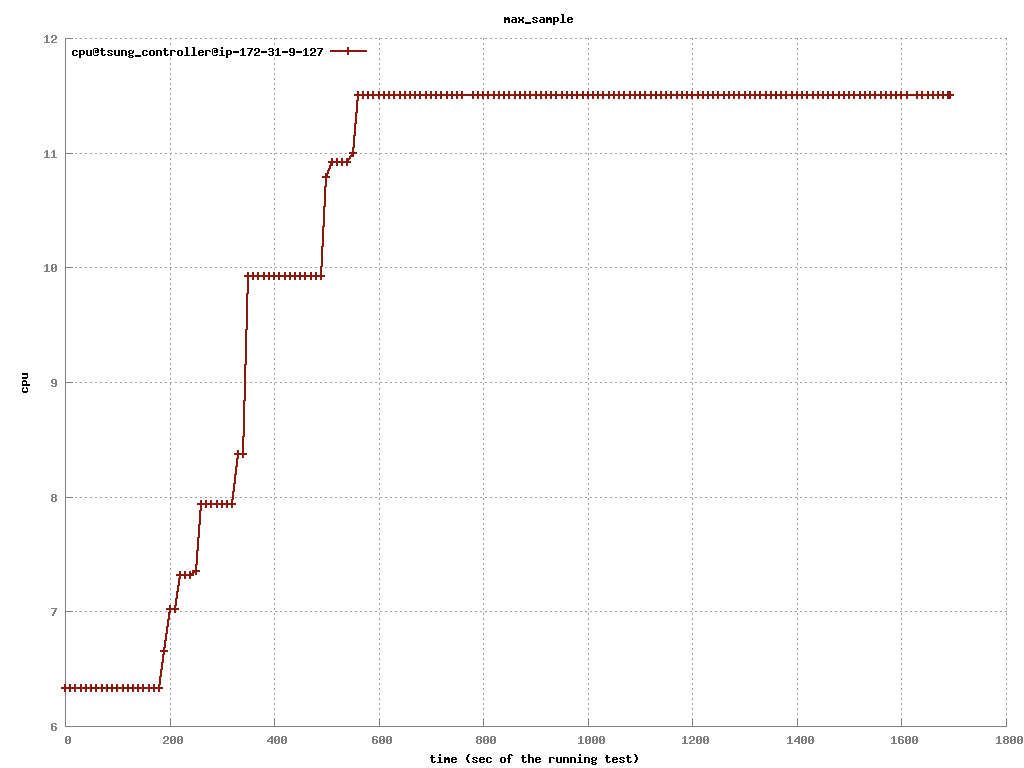 max_sample
12
cpu@tsung_controller@ip-172-31-9-127
11
10
9
cpu
8
7
6
0 200 400 600 800 1000 1200 1400 1600 1800
time (sec of the running test)